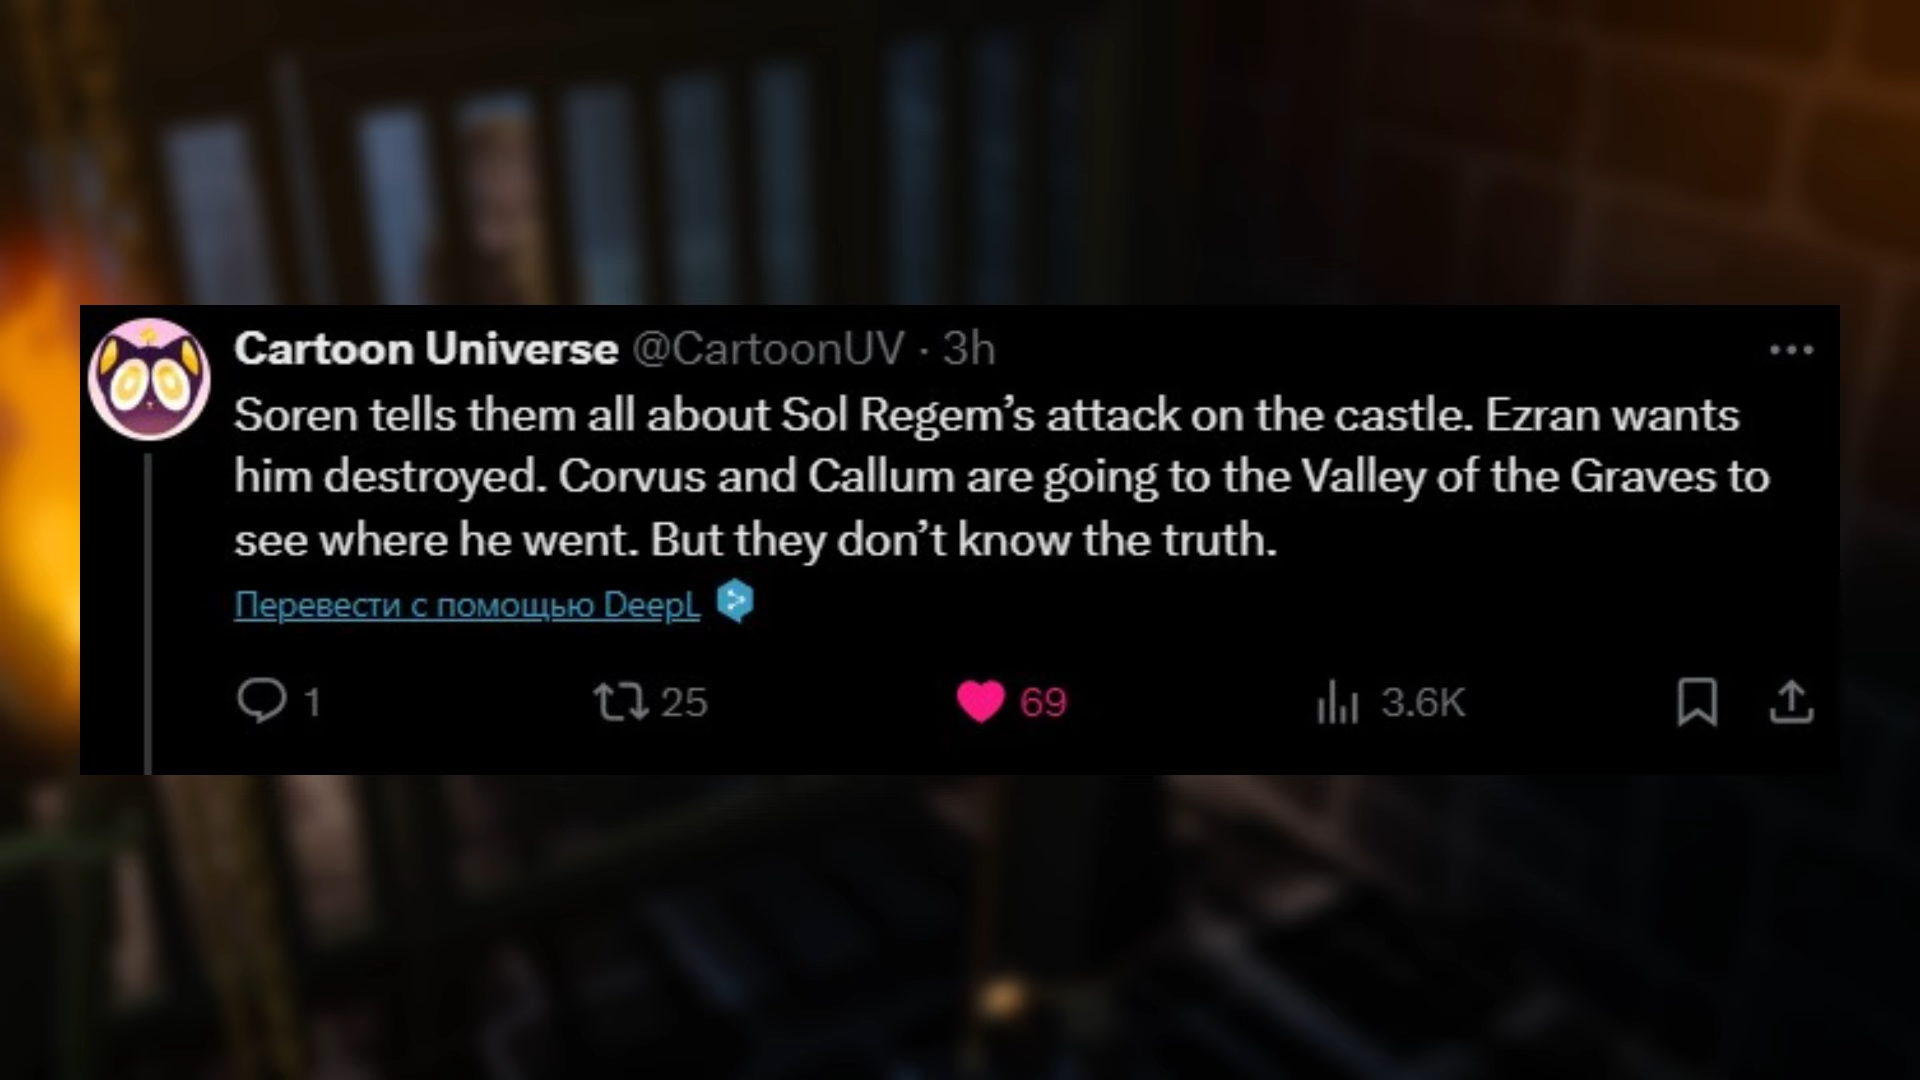 Cartoon Universe @CartoonUV · 3h
Soren tells them all about Sol Regem’s attack on the castle. Ezran wants
him destroyed. Corvus and Callum are going to the Valley of the Graves to
see where he went. But they don’t know the truth.
Перевести с помощью DeepL
1 25 69 3.6K